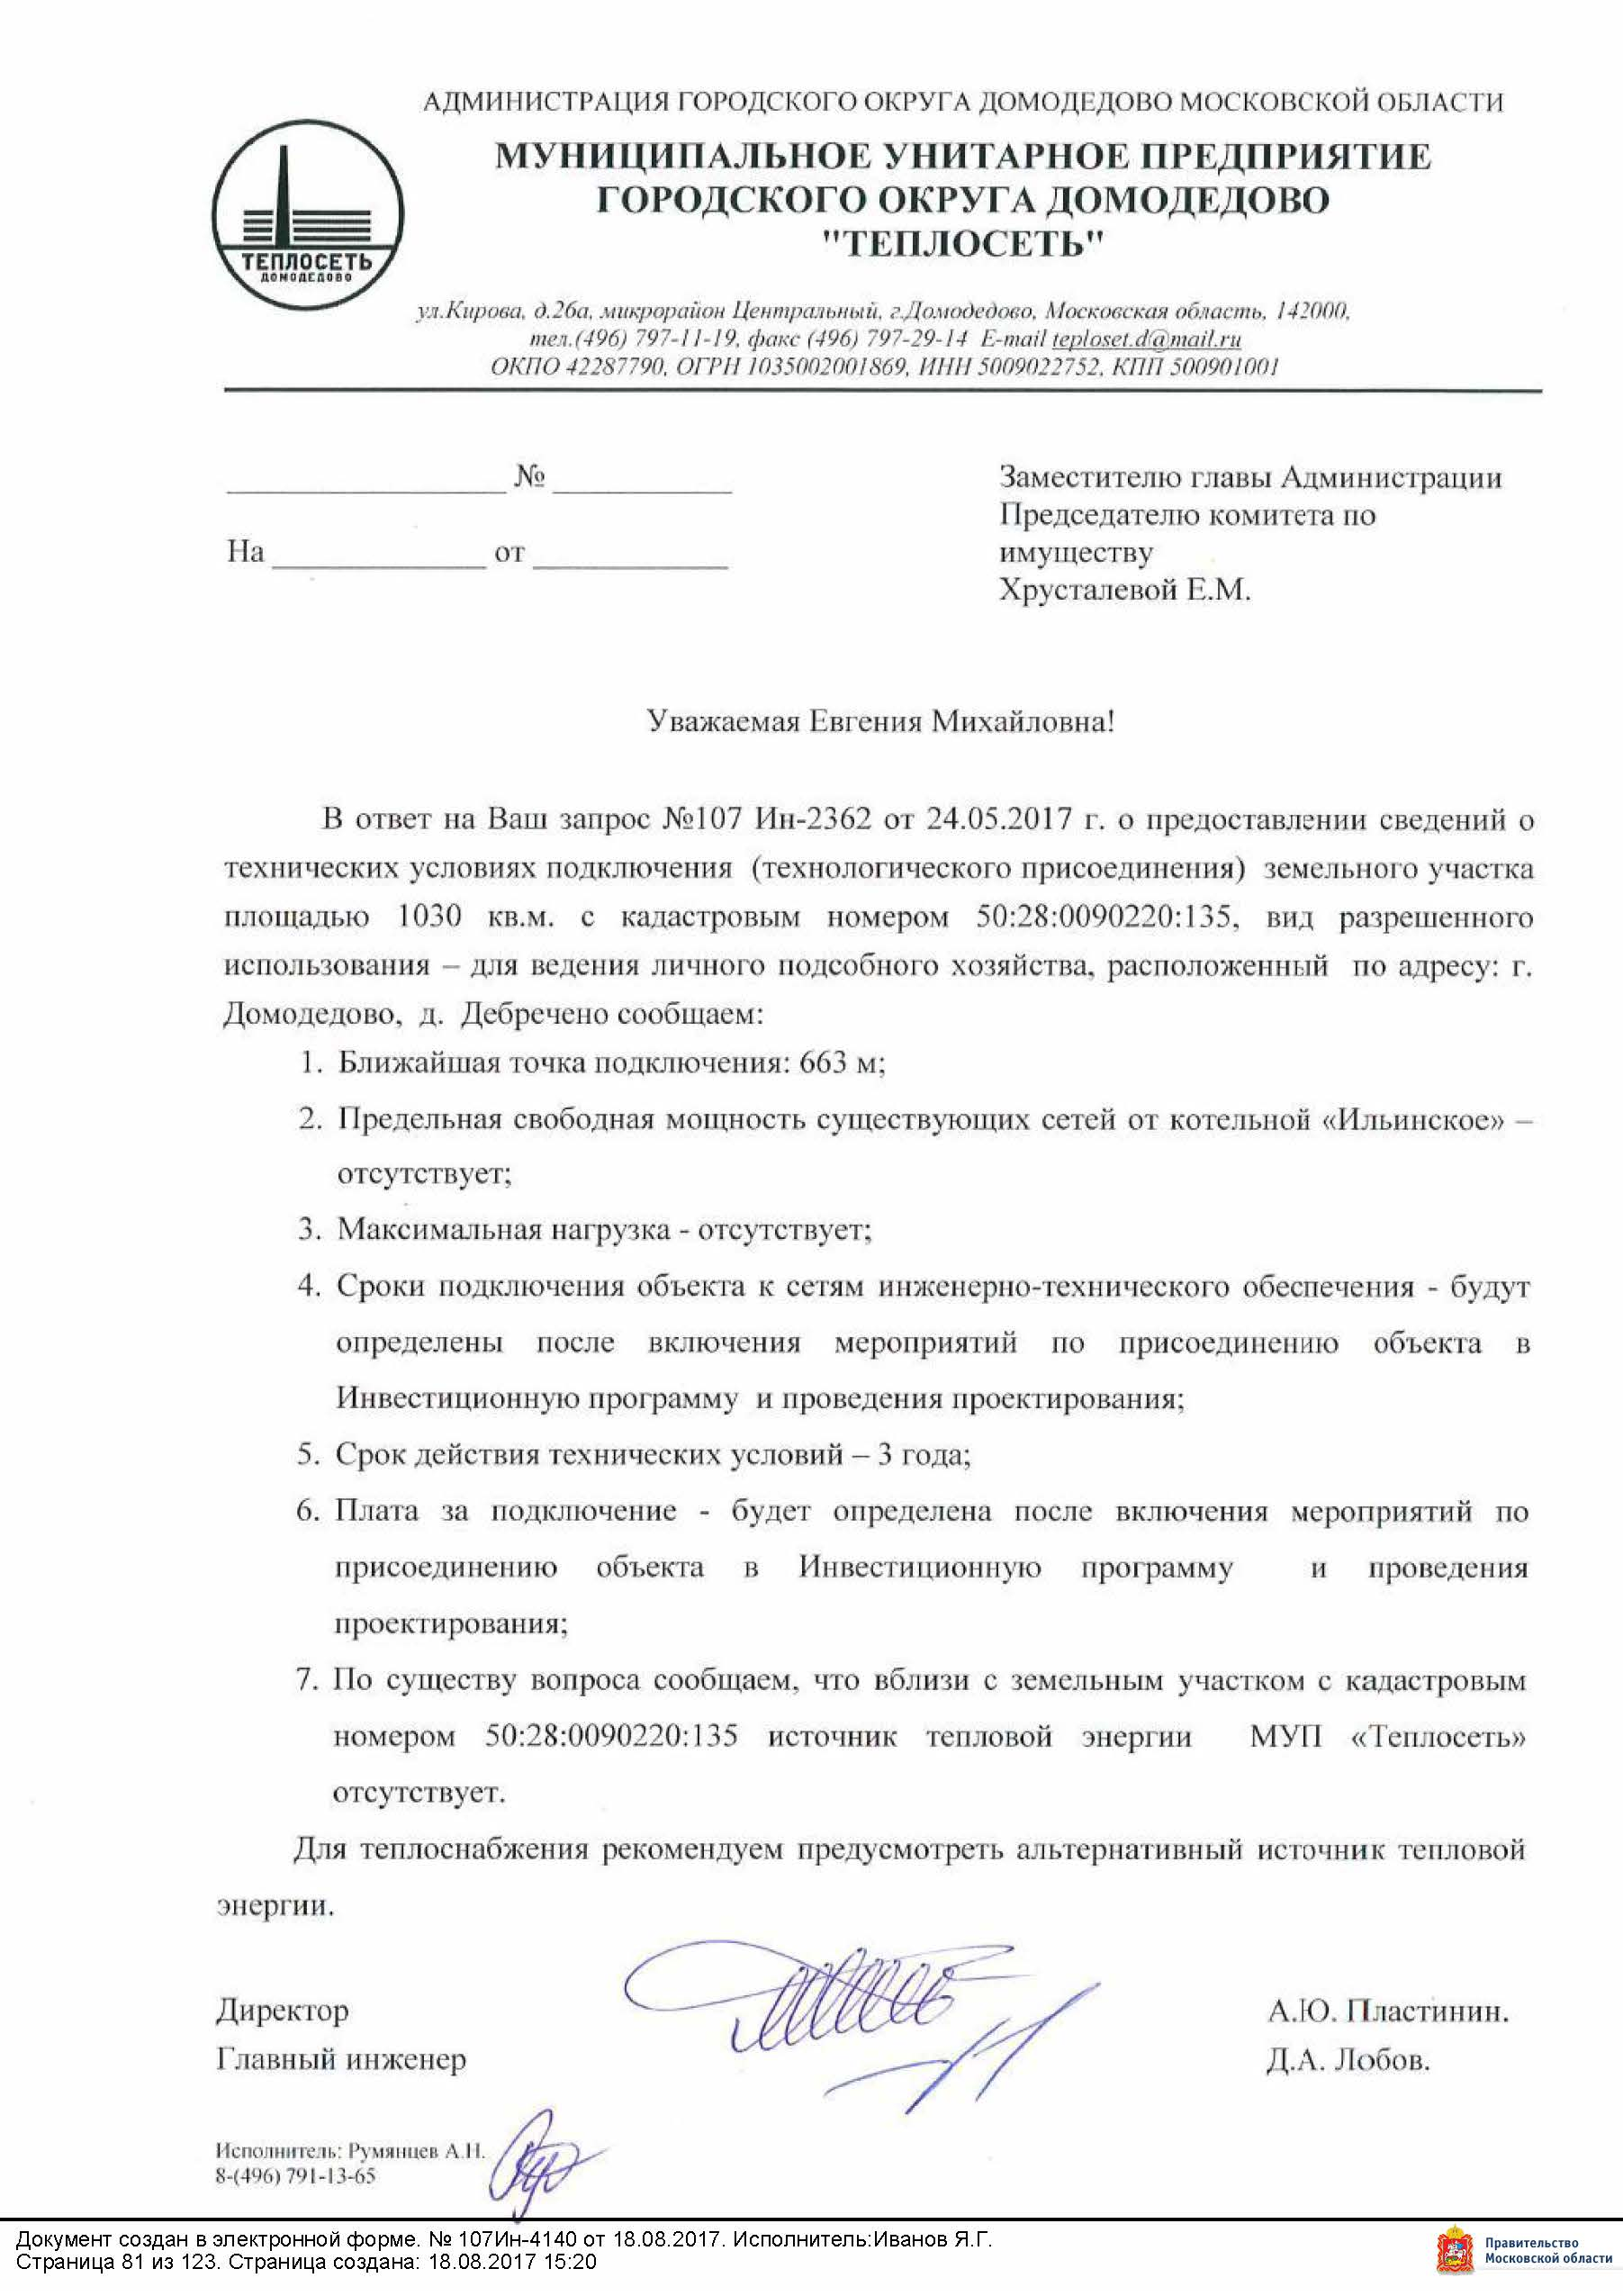 АДМИНИСТРАЦИЯ ГОРОДСКОГО ОКРУГА ДОМОДЕДОВО МОСКОВСКОЙ ОБЛАСТИ
МУНИЦИПАЛЬНОЕ УНИТАРНОЕ ПРЕДПРИЯТИЕ
ГОРОДСКОГО ОКРУГА ДОМОДЕДОВО
"ТЕПЛОСЕТЬ"
ТЕПЛОСЕТЬ
ДОМОДЕДОВО
ул.Кирова, д.26а, микрорайон Центральный, г.Домодедово, Московская область, 142000,
тел.(496) 797-11-19, факс (496) 797-29-14 E-mail teploset.d@mail.ru
ОКПО 42287790, ОГРН 1035002001869, ИНН 5009022752, КПП 500901001
____________________ № _____________
На ________________ от ______________
Заместителю главы Администрации
Председателю комитета по
имуществу
Хрусталевой Е.М.
Уважаемая Евгения Михайловна!
В ответ на Ваш запрос №107 Ин-2362 от 24.05.2017 г. о предоставлении сведений о
технических условиях подключения (технологического присоединения) земельного участка
площадью 1030 кв.м. с кадастровым номером 50:28:0090220:135, вид разрешенного
использования – для ведения личного подсобного хозяйства, расположенный по адресу: г.
Домодедово, д. Дебречено сообщаем:
1. Ближайшая точка подключения: 663 м;
2. Предельная свободная мощность существующих сетей от котельной «Ильинское» –
отсутствует;
3. Максимальная нагрузка - отсутствует;
4. Сроки подключения объекта к сетям инженерно-технического обеспечения - будут
определены после включения мероприятий по присоединению объекта в
Инвестиционную программу и проведения проектирования;
5. Срок действия технических условий – 3 года;
6. Плата за подключение - будет определена после включения мероприятий по
присоединению объекта в Инвестиционную программу и проведения
проектирования;
7. По существу вопроса сообщаем, что вблизи с земельным участком с кадастровым
номером 50:28:0090220:135 источник тепловой энергии МУП «Теплосеть»
отсутствует.
Для теплоснабжения рекомендуем предусмотреть альтернативный источник тепловой
энергии.
Директор А.Ю. Пластинин.
Главный инженер Д.А. Лобов.
Исполнитель: Румянцев А.Н.
8-(496) 791-13-65
Документ создан в электронной форме. № 107Ин-4140 от 18.08.2017. Исполнитель:Иванов Я.Г.
Страница 81 из 123. Страница создана: 18.08.2017 15:20
Правительство
Московской области